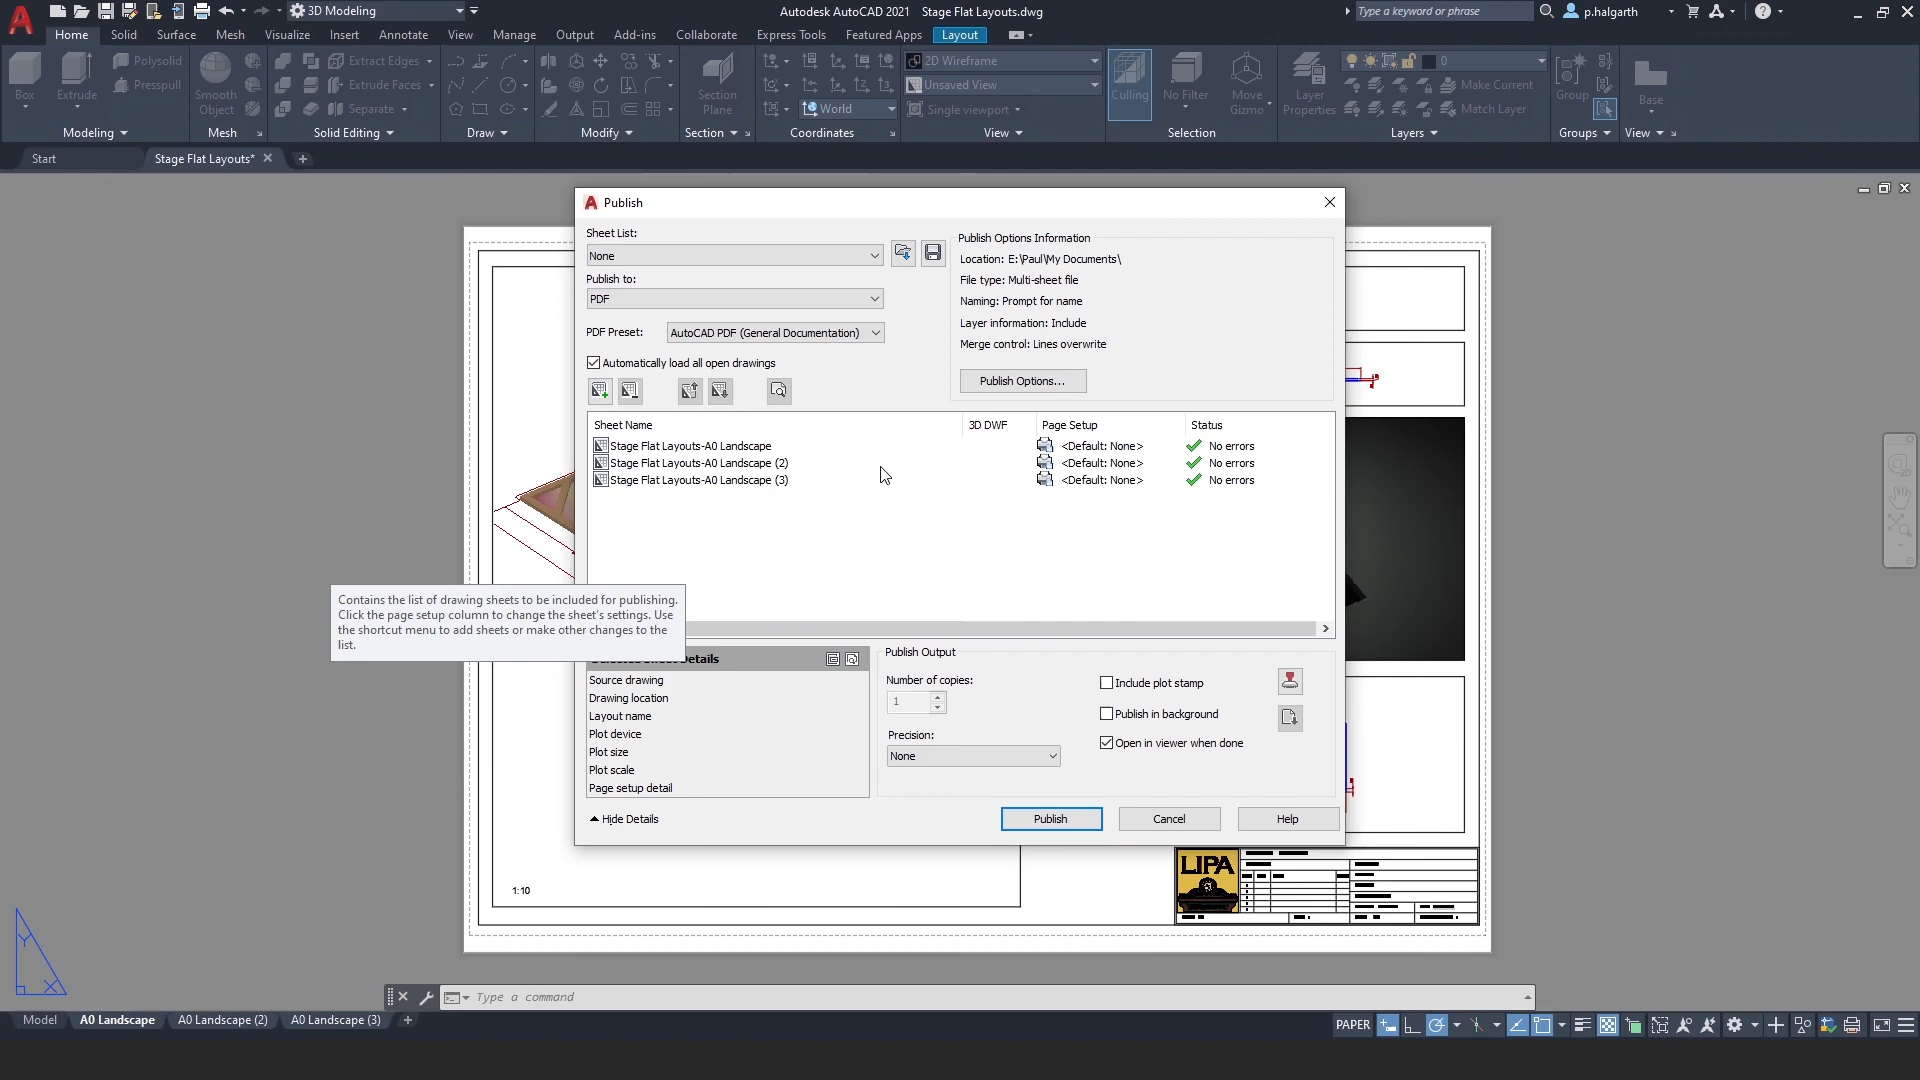 3D Modeling
Autodesk AutoCAD 2021   Stage Flat Layouts.dwg
Type a keyword or phrase
p.halgarth
Home
Solid
Surface
Mesh
Visualize
Insert
Annotate
View
Manage
Output
Add-ins
Collaborate
Express Tools
Featured Apps
Layout
Box
Extrude
Polysolid
Presspull
Smooth
Object
Extrude Edges
Extrude Faces
Separate
Section
Plane
World
2D Wireframe
Unsaved View
Single viewport
Culling
No Filter
Move
Gizmo
Layer
Properties
0
Make Current
Match Layer
Group
Base
Modeling
Mesh
Solid Editing
Draw
Modify
Section
Coordinates
View
Selection
Layers
Groups
View
Start
Stage Flat Layouts*
Publish
Sheet List:
None
Publish to:
PDF
PDF Preset:
AutoCAD PDF (General Documentation)
Automatically load all open drawings
Publish Options Information
Location: E:\Paul\My Documents\
File type: Multi-sheet file
Naming: Prompt for name
Layer information: Include
Merge control: Lines overwrite
Publish Options...
Sheet Name
3D DWF
Page Setup
Status
Stage Flat Layouts-A0 Landscape
<Default: None>
No errors
Stage Flat Layouts-A0 Landscape (2)
<Default: None>
No errors
Stage Flat Layouts-A0 Landscape (3)
<Default: None>
No errors
Contains the list of drawing sheets to be included for publishing.
Click the page setup column to change the sheet's settings. Use
the shortcut menu to add sheets or make other changes to the
list.
Details
Source drawing
Drawing location
Layout name
Plot device
Plot size
Plot scale
Page setup detail
Publish Output
Number of copies:
1
Precision:
None
Include plot stamp
Publish in background
Open in viewer when done
Hide Details
Publish
Cancel
Help
1:10
LIPA
Y
X
Type a command
Model
A0 Landscape
A0 Landscape (2)
A0 Landscape (3)
PAPER